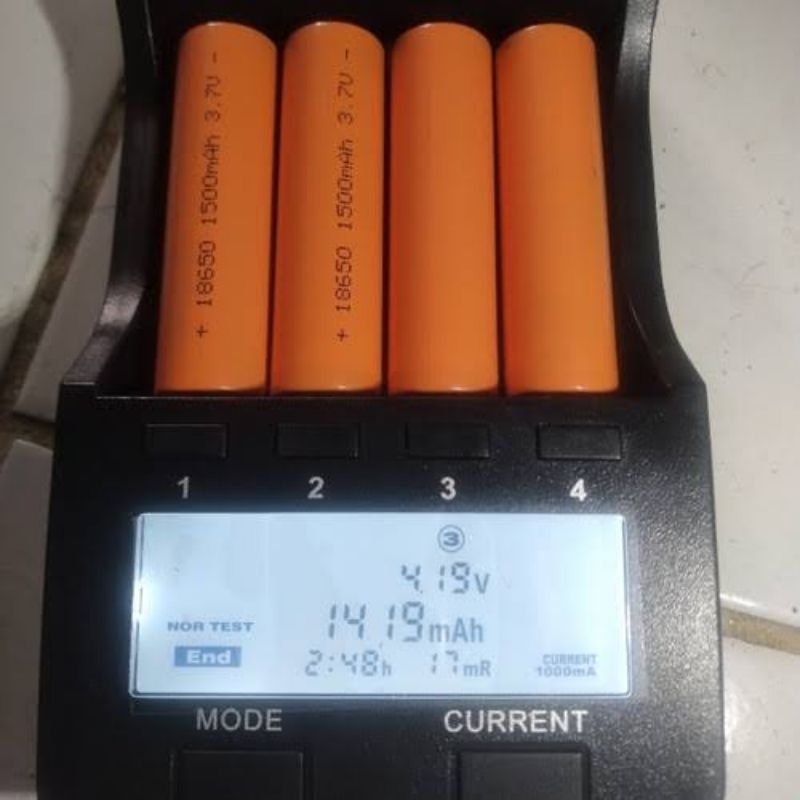 + 18650 1500mAh 3.7V -
+ 18650 1500mAh 3.7V -
1 2 3 4
3
4.19V
NOR TEST 1419mAh
End 2:48h 17mR CURRENT 1000mA
MODE CURRENT